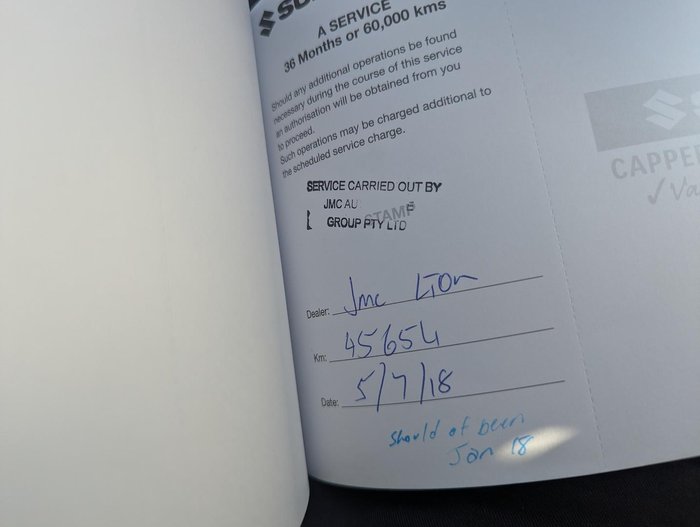 A SERVICE
36 Months or 60,000 kms
Should any additional operations be found
necessary during the course of this service
an authorisation will be obtained from you
to proceed.
Such operations may be charged additional to
the scheduled service charge.
SERVICE CARRIED OUT BY
JMC AU
STAMP
GROUP PTY LTD
Dealer: Jmc
Km: 45654
Date: 5/7/18
should of been
Jan 18
CAPPE
✓ Va